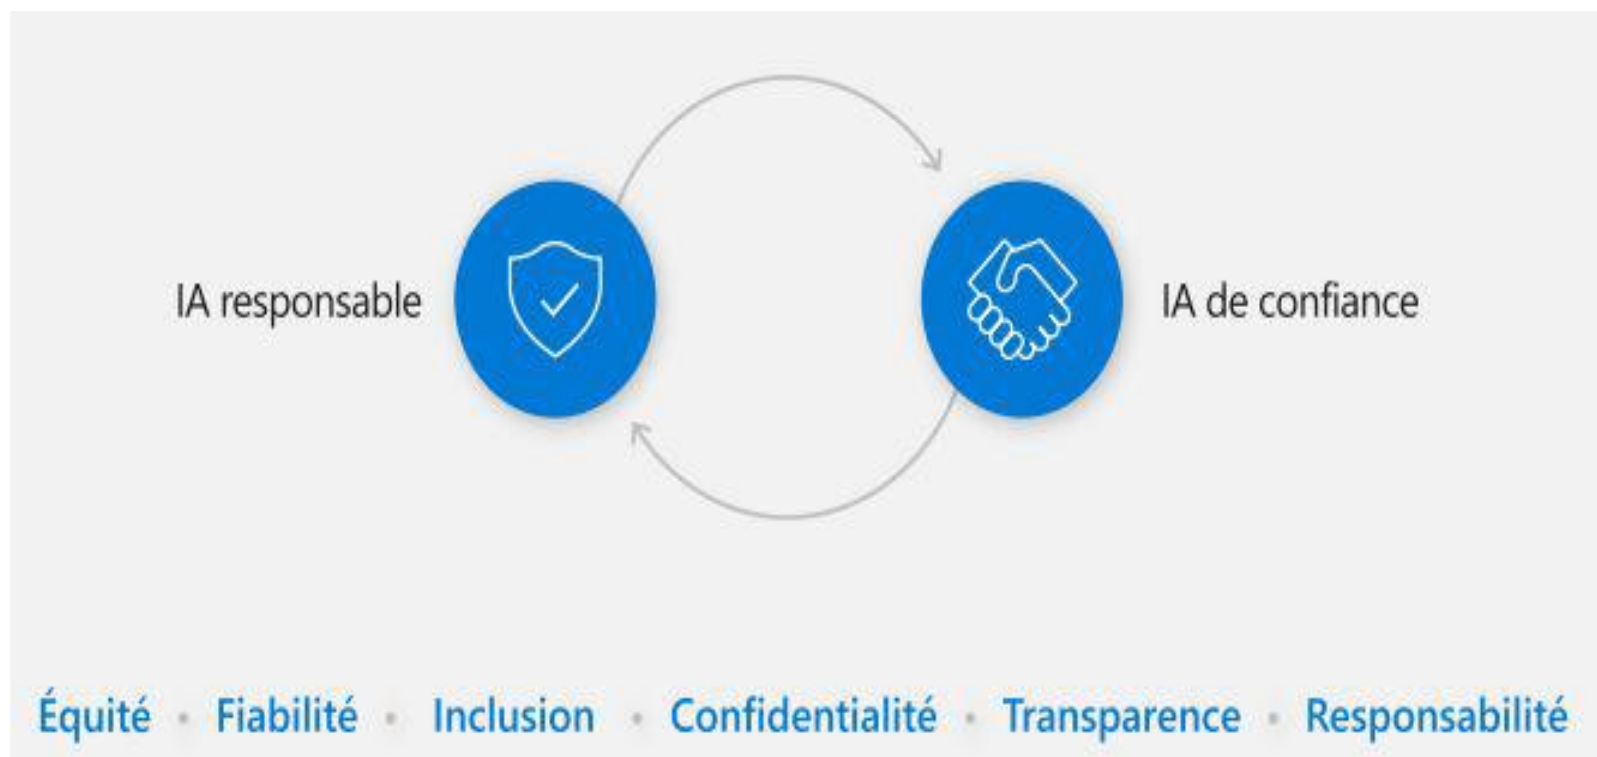 IA responsable
IA de confiance
Équité • Fiabilité • Inclusion • Confidentialité • Transparence • Responsabilité